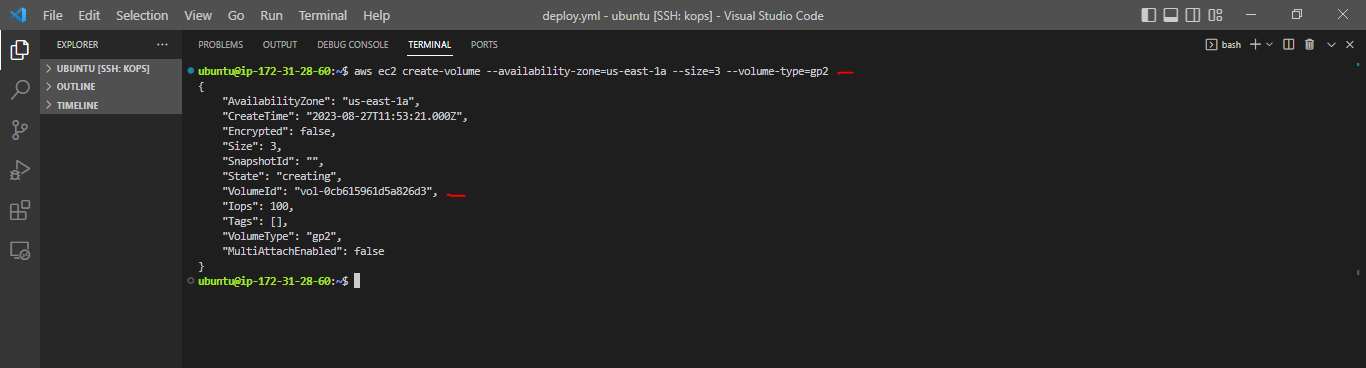 File Edit Selection View Go Run Terminal Help deploy.yml - ubuntu [SSH: kops] - Visual Studio Code
EXPLORER ···
UBUNTU [SSH: KOPS]
OUTLINE
TIMELINE
PROBLEMS OUTPUT DEBUG CONSOLE TERMINAL PORTS bash
ubuntu@ip-172-31-28-60:~$ aws ec2 create-volume --availability-zone=us-east-1a --size=3 --volume-type=gp2
{
    "AvailabilityZone": "us-east-1a",
    "CreateTime": "2023-08-27T11:53:21.000Z",
    "Encrypted": false,
    "Size": 3,
    "SnapshotId": "",
    "State": "creating",
    "VolumeId": "vol-0cb615961d5a826d3",
    "Iops": 100,
    "Tags": [],
    "VolumeType": "gp2",
    "MultiAttachEnabled": false
}
ubuntu@ip-172-31-28-60:~$